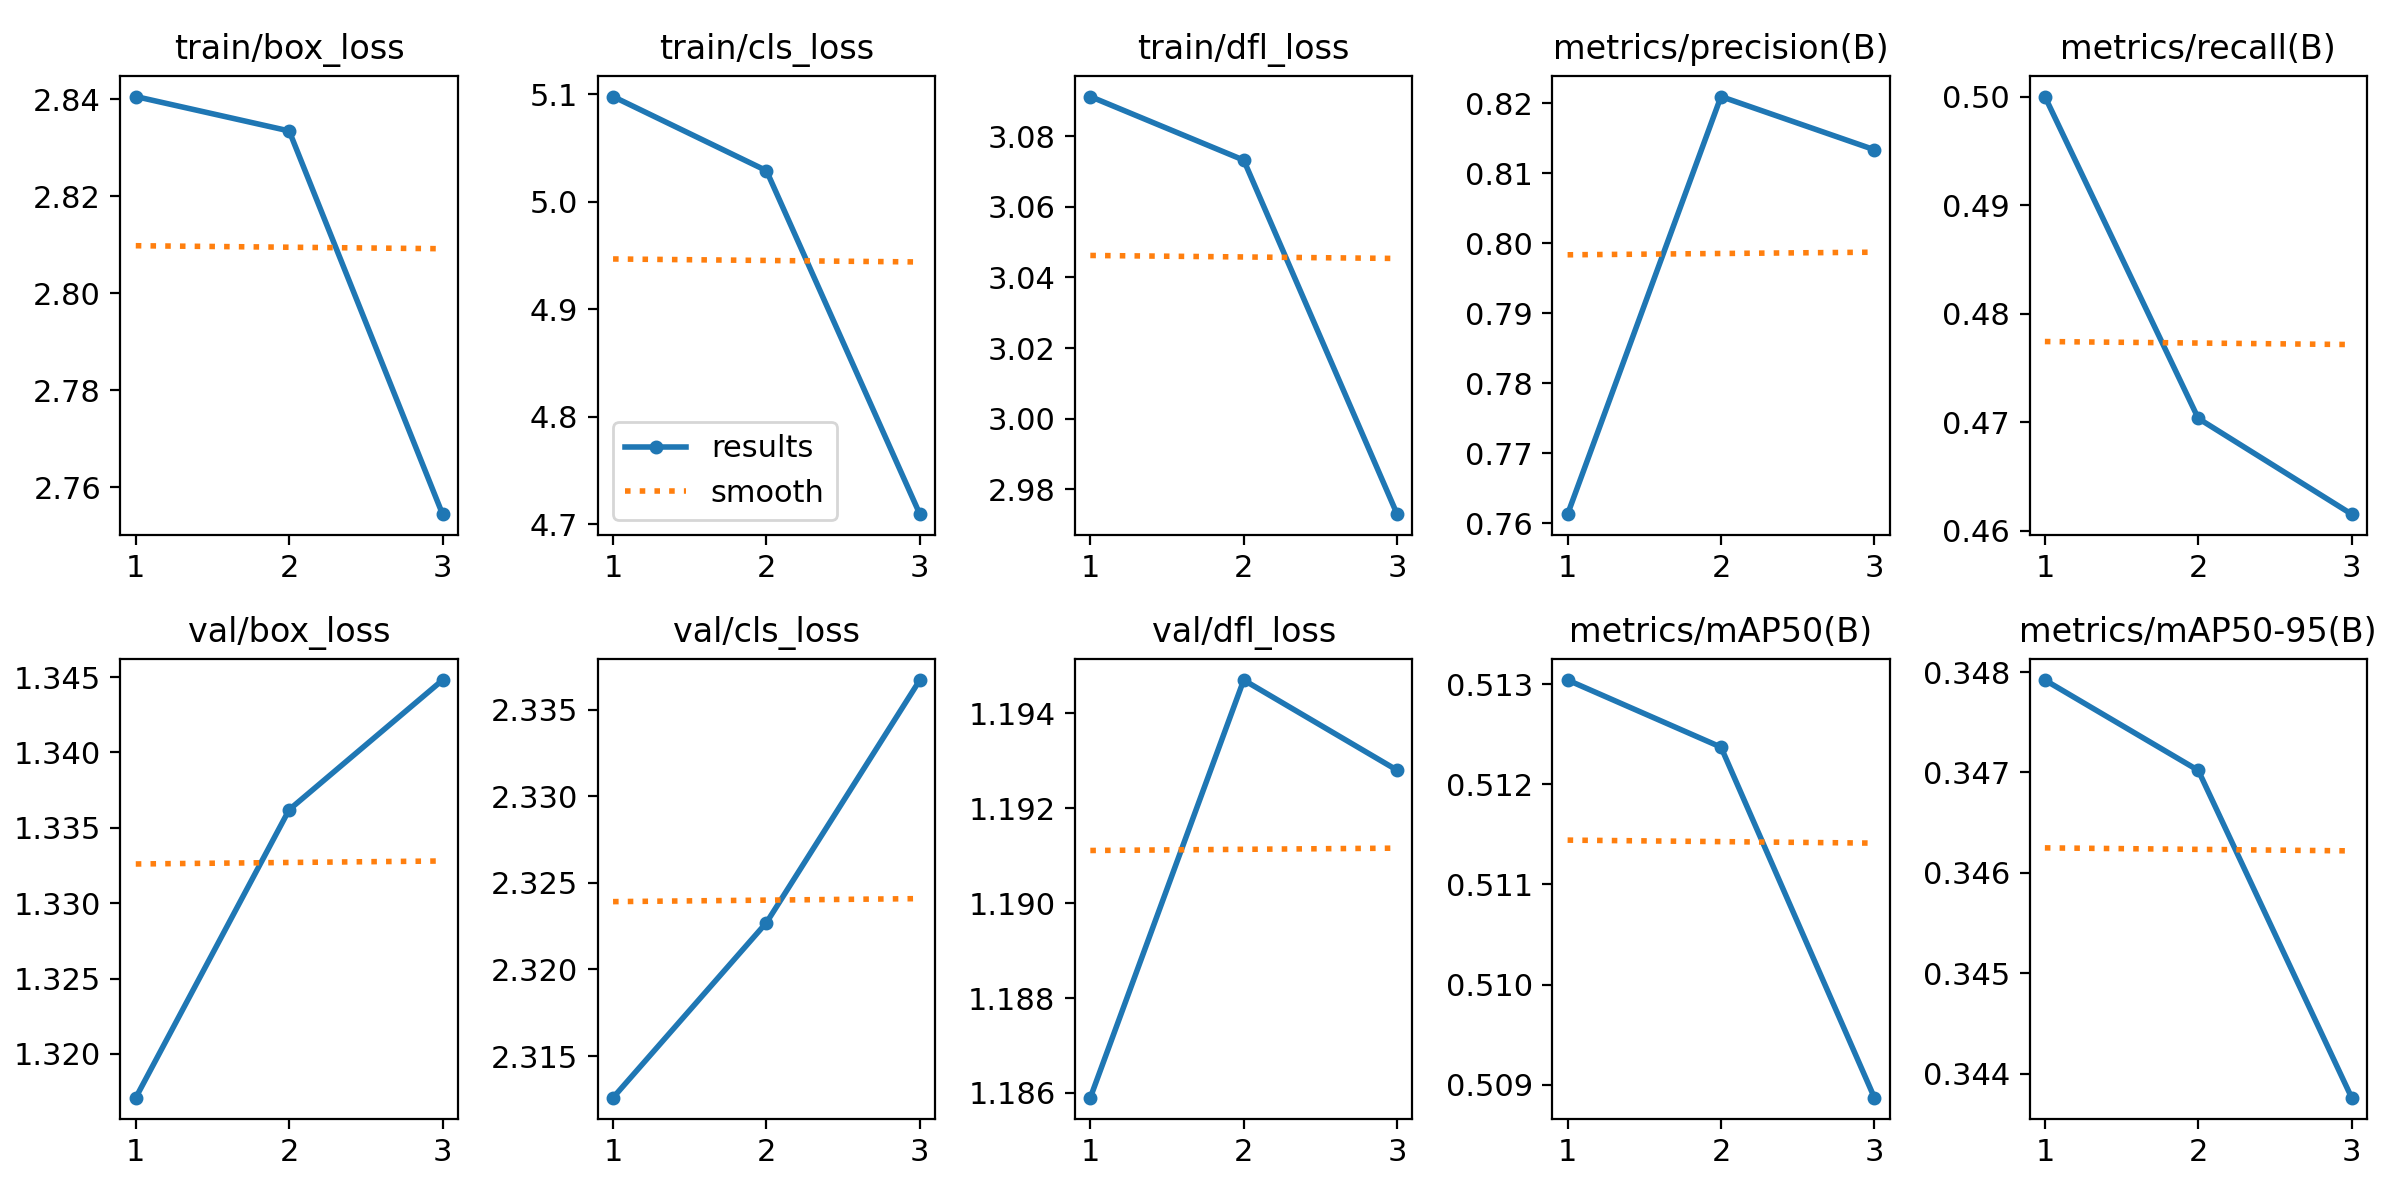 train/box_loss
2.84
2.82
2.80
2.78
2.76
1 2 3
train/cls_loss
5.1
5.0
4.9
4.8
4.7
results
smooth
1 2 3
train/dfl_loss
3.08
3.06
3.04
3.02
3.00
2.98
1 2 3
metrics/precision(B)
0.82
0.81
0.80
0.79
0.78
0.77
0.76
1 2 3
metrics/recall(B)
0.50
0.49
0.48
0.47
0.46
1 2 3
val/box_loss
1.345
1.340
1.335
1.330
1.325
1.320
1 2 3
val/cls_loss
2.335
2.330
2.325
2.320
2.315
1 2 3
val/dfl_loss
1.194
1.192
1.190
1.188
1.186
1 2 3
metrics/mAP50(B)
0.513
0.512
0.511
0.510
0.509
1 2 3
metrics/mAP50-95(B)
0.348
0.347
0.346
0.345
0.344
1 2 3